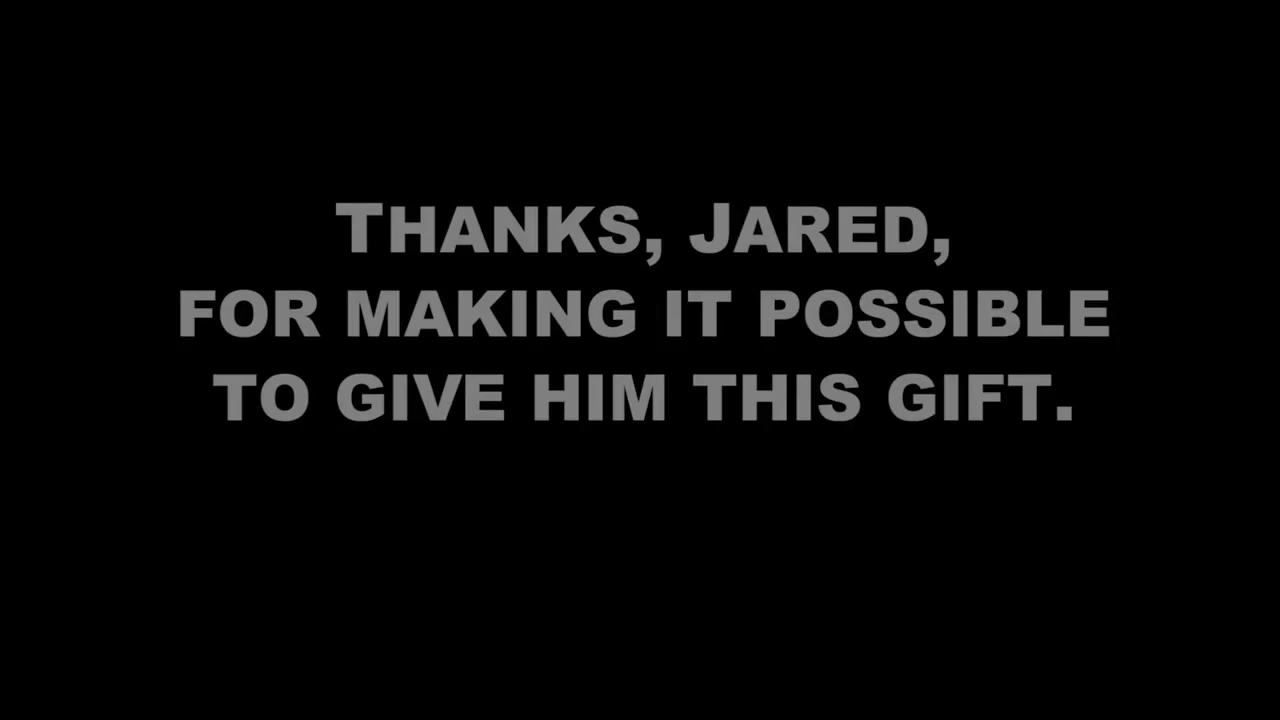 THANKS, JARED,
FOR MAKING IT POSSIBLE
TO GIVE HIM THIS GIFT.